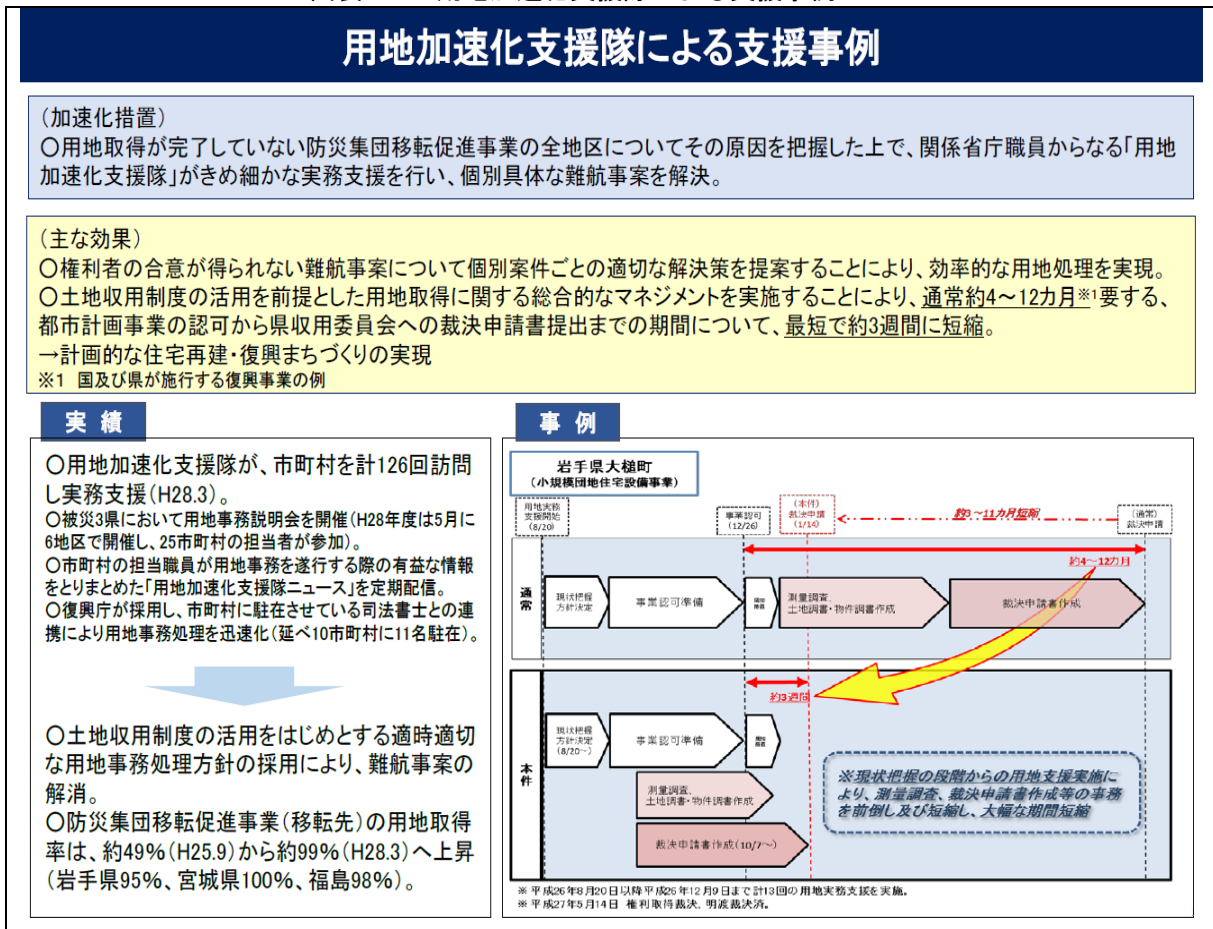 用地加速化支援隊による支援事例
（加速化措置）
〇用地取得が完了していない防災集団移転促進事業の全地区についてその原因を把握した上で、関係省庁職員からなる「用地
加速化支援隊」がきめ細かな実務支援を行い、個別具体な難航事案を解決。
（主な効果）
〇権利者の合意が得られない難航事案について個別案件ごとの適切な解決策を提案することにより、効率的な用地処理を実現。
〇土地収用制度の活用を前提とした用地取得に関する総合的なマネジメントを実施することにより、通常約4～12カ月※1要する、
都市計画事業の認可から県収用委員会への裁決申請書提出までの期間について、最短で約3週間に短縮。
→計画的な住宅再建・復興まちづくりの実現
※1 国及び県が施行する復興事業の例
実 績
〇用地加速化支援隊が、市町村を計126回訪問
し実務支援（H28.3）。
〇被災3県において用地事務説明会を開催（H28年度は5月に
6地区で開催し、25市町村の担当者が参加）。
〇市町村の担当職員が用地事務を遂行する際の有益な情報
をとりまとめた「用地加速化支援隊ニュース」を定期配信。
〇復興庁が採用し、市町村に駐在させている司法書士との連
携により用地事務処理を迅速化（延べ10市町村に11名駐在）。
〇土地収用制度の活用をはじめとする適時適切
な用地事務処理方針の採用により、難航事案の
解消。
〇防災集団移転促進事業（移転先）の用地取得
率は、約49％（H25.9）から約99％（H28.3）へ上昇
（岩手県95％、宮城県100％、福島98％）。
事 例
岩手県大槌町
（小規模団地住宅設備事業）
用地実務
支援開始
（8/20）
事業認可
（12/26）
（本件）
裁決申請
（1/14）
約3～11カ月短縮
（通常）
裁決申請
約4～12カ月
通常
現状把握
方針決定
事業認可準備
測量調査、
土地調書・物件調書作成
裁決申請書作成
約3週間
本件
現状把握
方針決定
（8/20～）
事業認可準備
測量調査、
土地調書・物件調書作成
裁決申請書作成（10/7～）
※現状把握の段階からの用地支援実施に
より、測量調査、裁決申請書作成等の事務
を前倒し及び短縮し、大幅な期間短縮
※ 平成26年8月20日以降平成26年12月9日まで計13回の用地実務支援を実施。
※ 平成27年5月14日 権利取得裁決、明渡裁決済。